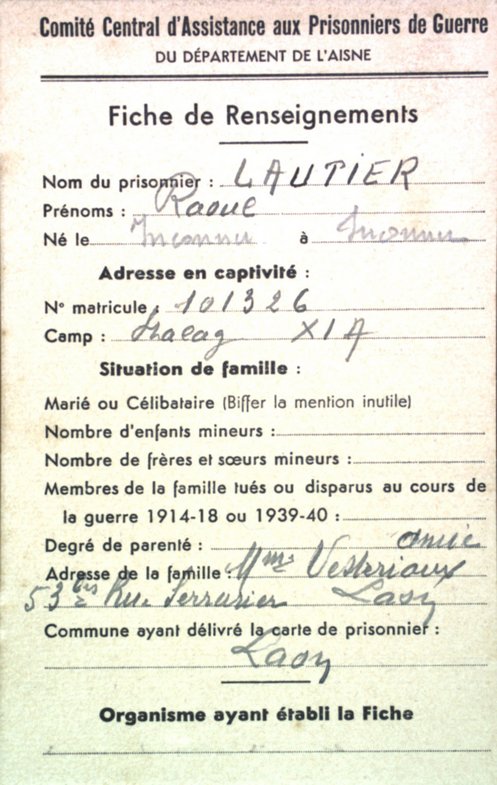 Comité Central d'Assistance aux Prisonniers de Guerre
DU DÉPARTEMENT DE L'AISNE
Fiche de Renseignements
Nom du prisonnier : LAUTIER
Prénoms : Raoul
Né le Inconnu à Inconnu
Adresse en captivité :
N° matricule : 101326
Camp : Stalag XI A
Situation de famille :
Marié ou Célibataire (Biffer la mention inutile)
Nombre d'enfants mineurs :
Nombre de frères et sœurs mineurs :
Membres de la famille tués ou disparus au cours de
la guerre 1914-18 ou 1939-40 :
Degré de parenté : amie
Adresse de la famille : Mme
53 bis Rue Serrurier Laon
Commune ayant délivré la carte de prisonnier :
Laon
Organisme ayant établi la Fiche